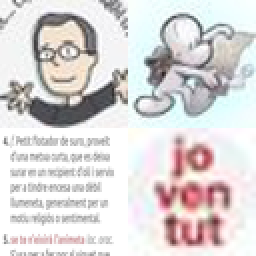 4. f Petit flotador de suro, proveït
d'una metxa curta, que es deixa
surar en un recipient d'oli i servix
per a tindre encesa una dèbil
llumeneta, generalment per un
motiu religiós o sentimental.
5. se te n'eixirà l'animeta loc. orac.
jo
ven
tut